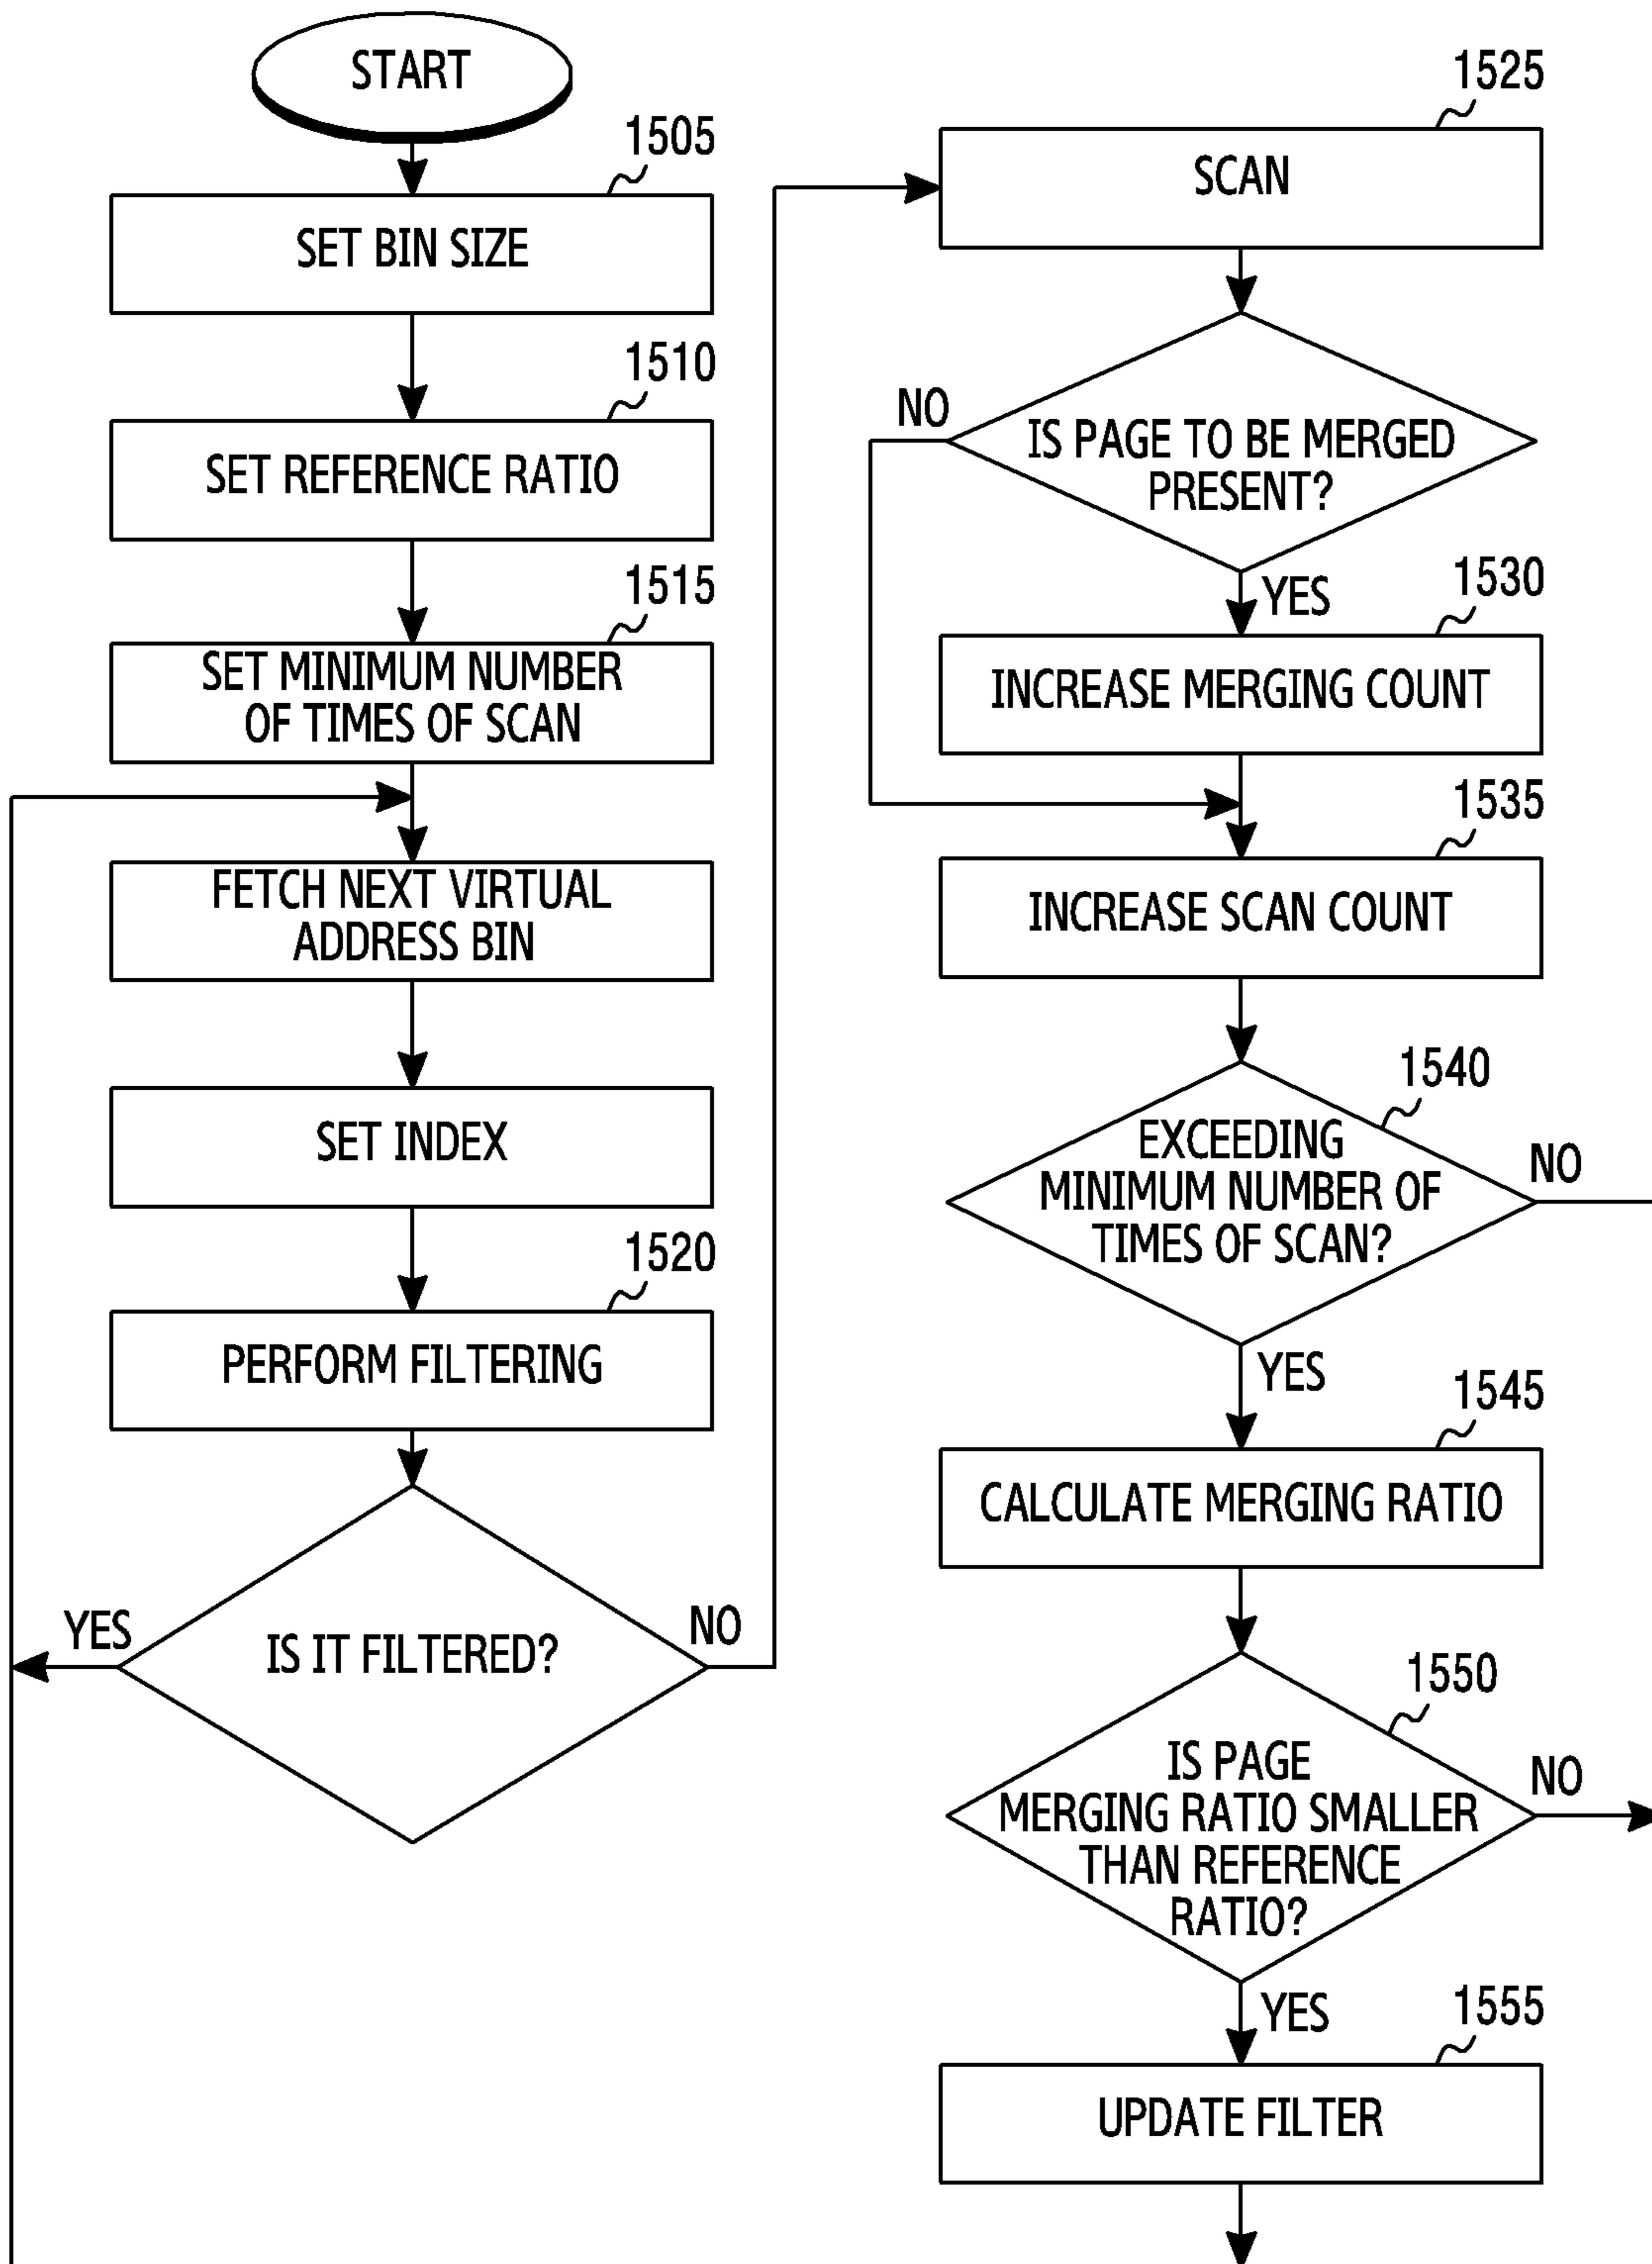 START
1505
SET BIN SIZE
1510
SET REFERENCE RATIO
1515
SET MINIMUM NUMBER
OF TIMES OF SCAN
FETCH NEXT VIRTUAL
ADDRESS BIN
SET INDEX
1520
PERFORM FILTERING
YES
IS IT FILTERED?
NO
1525
SCAN
NO
IS PAGE TO BE MERGED
PRESENT?
YES
1530
INCREASE MERGING COUNT
1535
INCREASE SCAN COUNT
1540
EXCEEDING
MINIMUM NUMBER OF
TIMES OF SCAN?
NO
YES
1545
CALCULATE MERGING RATIO
1550
IS PAGE
MERGING RATIO SMALLER
THAN REFERENCE
RATIO?
NO
YES
1555
UPDATE FILTER